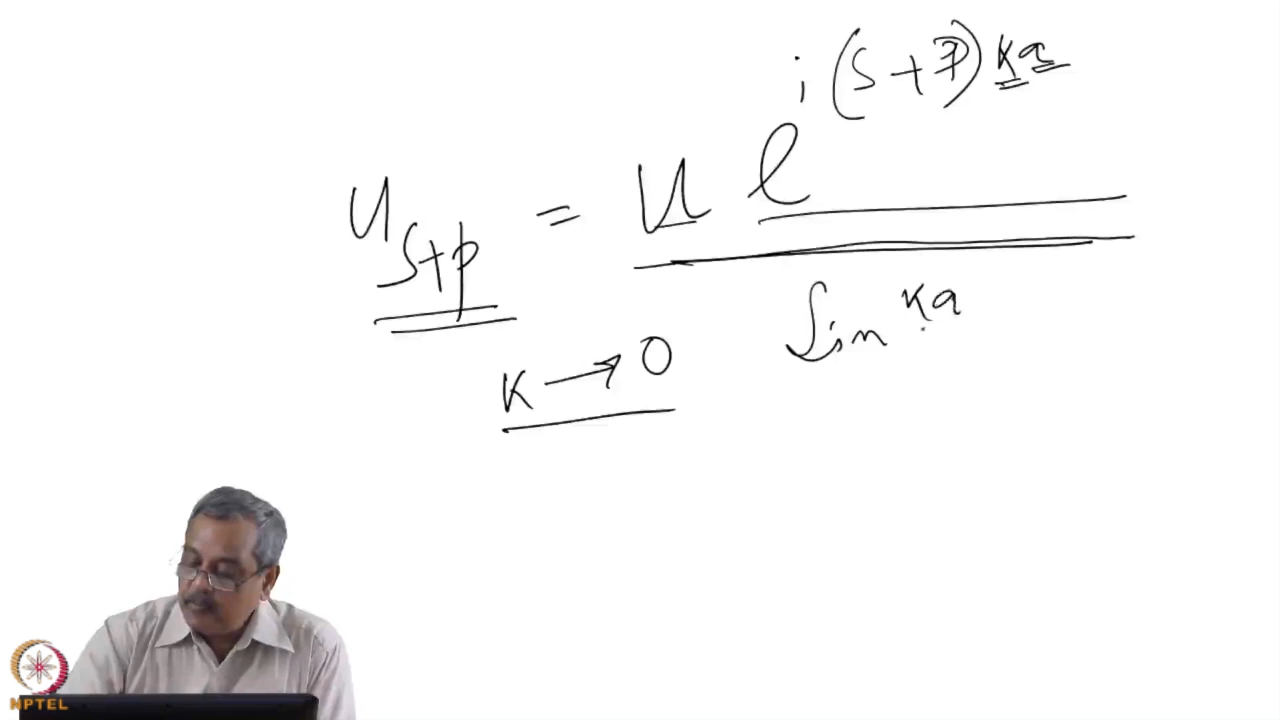 u_{s+p} = u e^{i(s+p)ka}
k → 0
Sin ka
NPTEL